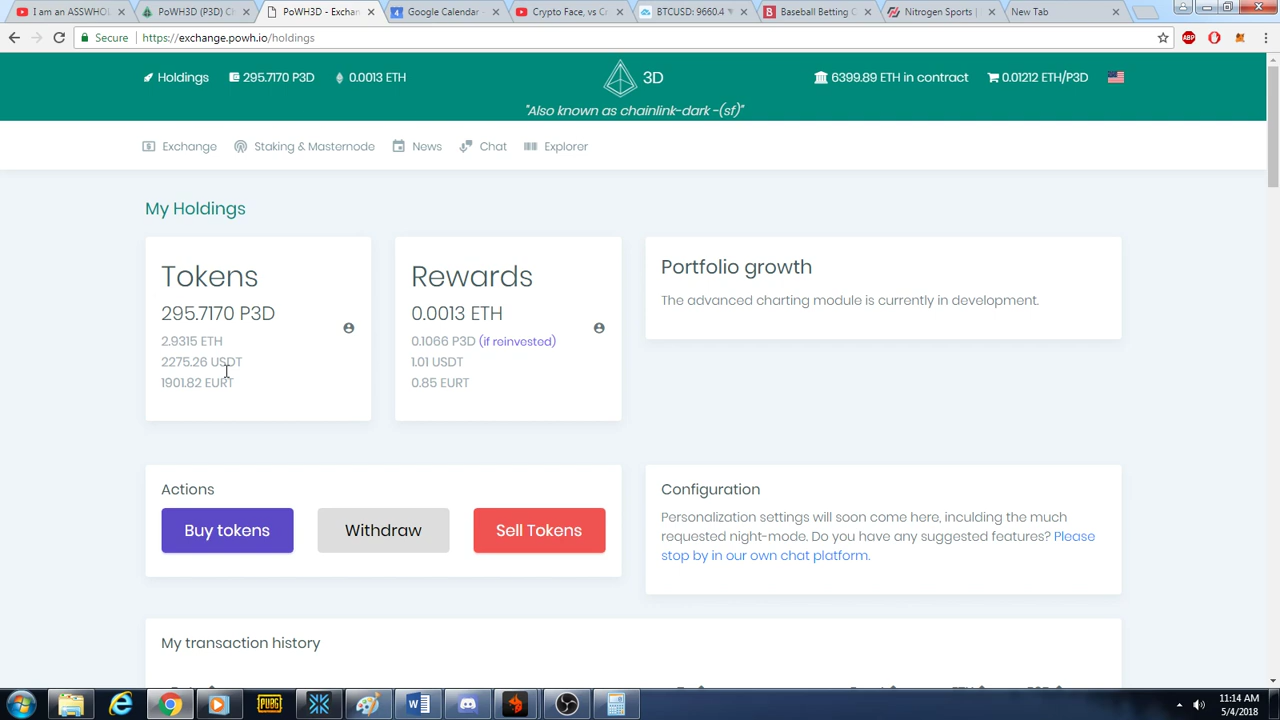 I am an ASSWHO
PoWH3D (P3D) C
PoWH3D - Exchan
Google Calendar -
Crypto Face, vs Cr
BTCUSD: 9660.4
Baseball Betting
Nitrogen Sports |
New Tab
Secure
https://exchange.powh.io/holdings
ABP
Holdings
295.7170 P3D
0.0013 ETH
3D
6399.89 ETH in contract
0.01212 ETH/P3D
"Also known as chainlink-dark -(sf)"
Exchange
Staking & Masternode
News
Chat
Explorer
My Holdings
Tokens
295.7170 P3D
2.9315 ETH
2275.26 USDT
1901.82 EURT
Rewards
0.0013 ETH
0.1066 P3D (if reinvested)
1.01 USDT
0.85 EURT
Portfolio growth
The advanced charting module is currently in development.
Actions
Buy tokens
Withdraw
Sell Tokens
Configuration
Personalization settings will soon come here, inculding the much
requested night-mode. Do you have any suggested features? Please
stop by in our own chat platform.
My transaction history
PUBG
11:14 AM
5/4/2018